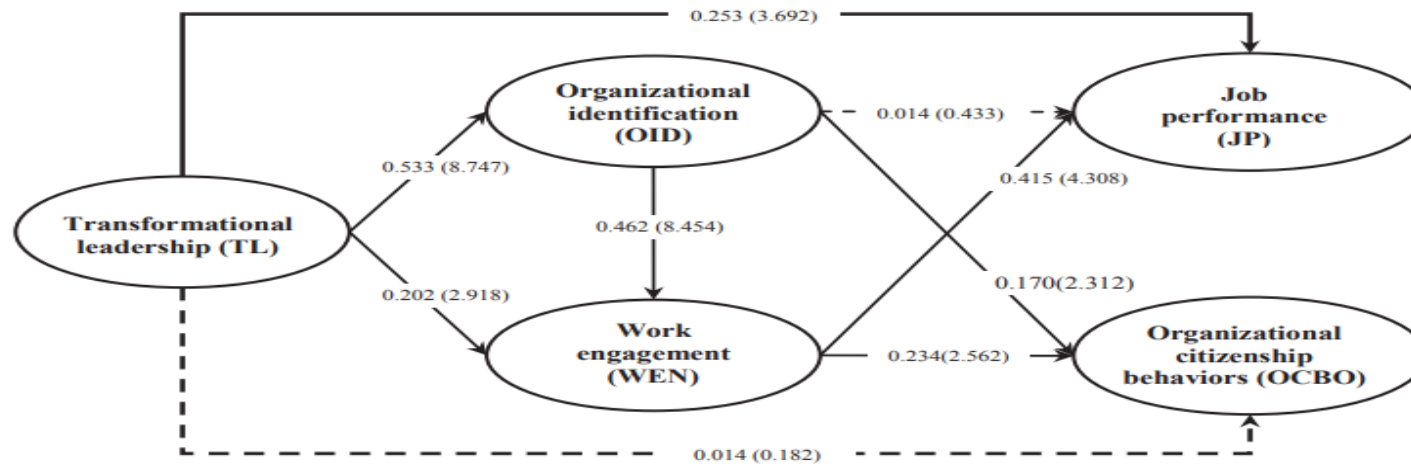 0.253 (3.692)
Organizational
identification
(OID)
Job
performance
(JP)
0.014 (0.433)
0.533 (8.747)
0.415 (4.308)
Transformational
leadership (TL)
0.462 (8.454)
0.202 (2.918)
0.170(2.312)
Work
engagement
(WEN)
0.234(2.562)
Organizational
citizenship
behaviors (OCBO)
0.014 (0.182)